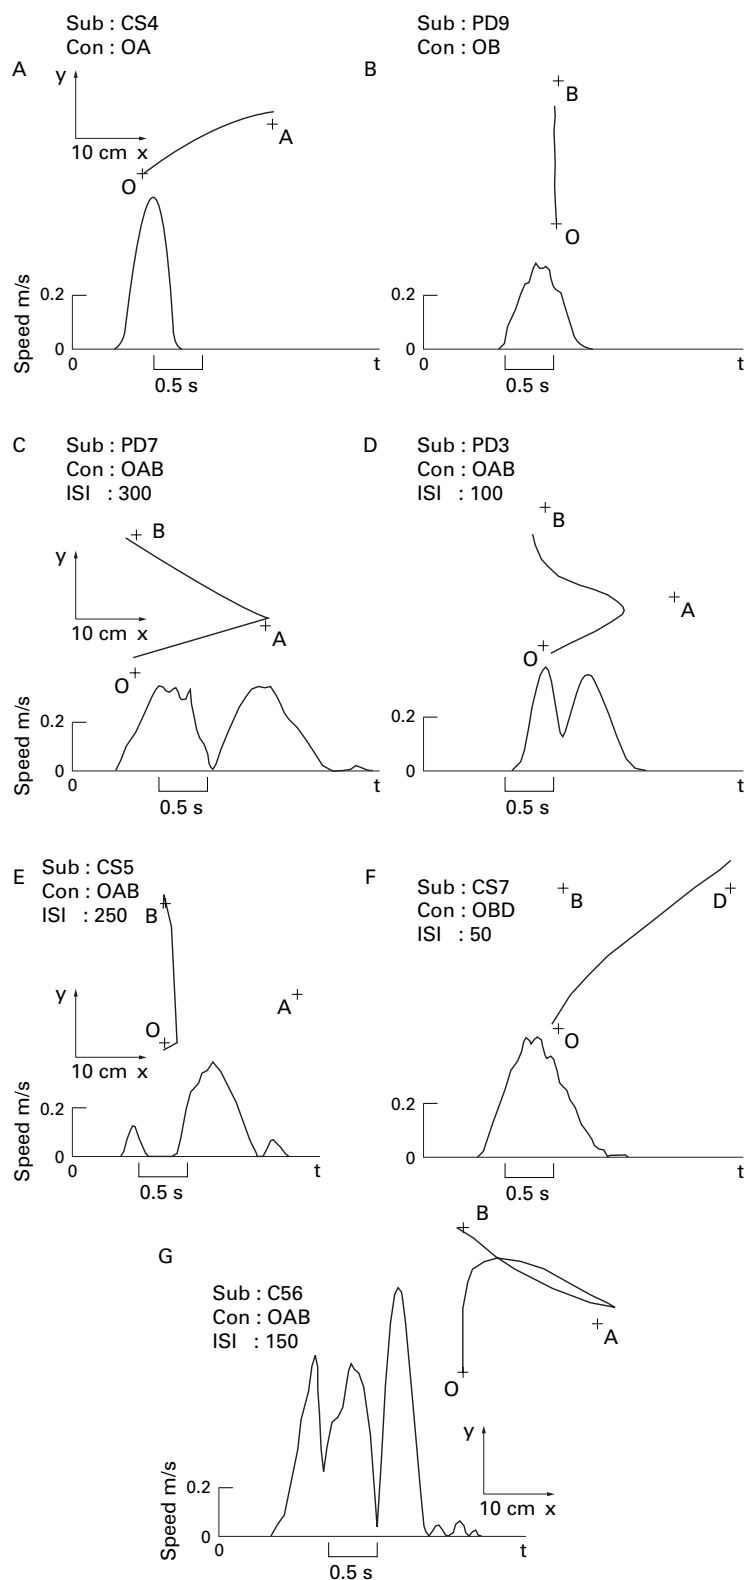 A
Sub : CS4
Con : OA
y
10 cm x
O
A
Speed m/s
0.2
0
0
t
0.5 s
B
Sub : PD9
Con : OB
B
O
0.2
0
0
t
0.5 s
C
Sub : PD7
Con : OAB
ISI : 300
y
10 cm x
B
A
O
Speed m/s
0.2
0
0
t
0.5 s
D
Sub : PD3
Con : OAB
ISI : 100
B
A
O
0.2
0
0
t
0.5 s
E
Sub : CS5
Con : OAB
ISI : 250
B
A
O
y
10 cm x
Speed m/s
0.2
0
0
t
0.5 s
F
Sub : CS7
Con : OBD
ISI : 50
B
D
O
0.2
0
0
t
0.5 s
G
Sub : C56
Con : OAB
ISI : 150
B
A
O
y
10 cm x
Speed m/s
0.2
0
0
t
0.5 s